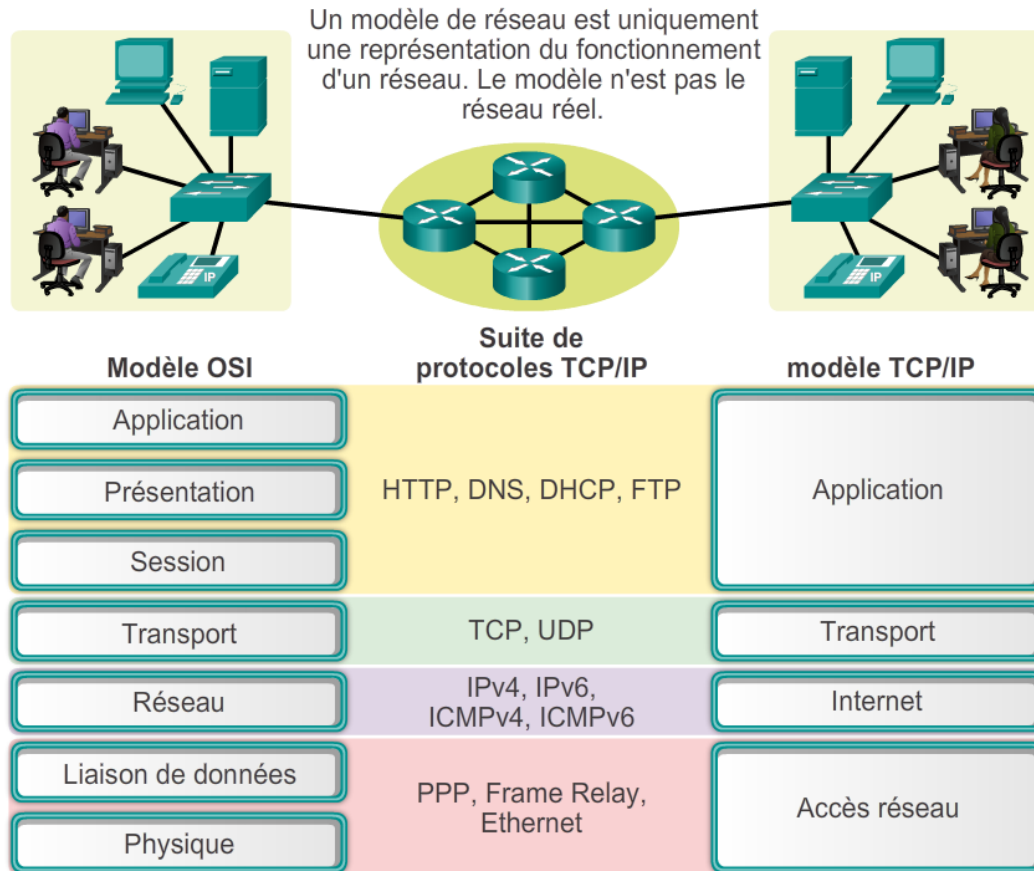 Un modèle de réseau est uniquement
une représentation du fonctionnement
d'un réseau. Le modèle n'est pas le
réseau réel.
IP
IP
Modèle OSI
Suite de
protocoles TCP/IP
modèle TCP/IP
Application
Présentation
Session
HTTP, DNS, DHCP, FTP
Application
Transport
TCP, UDP
Transport
Réseau
IPv4, IPv6,
ICMPv4, ICMPv6
Internet
Liaison de données
Physique
PPP, Frame Relay,
Ethernet
Accès réseau